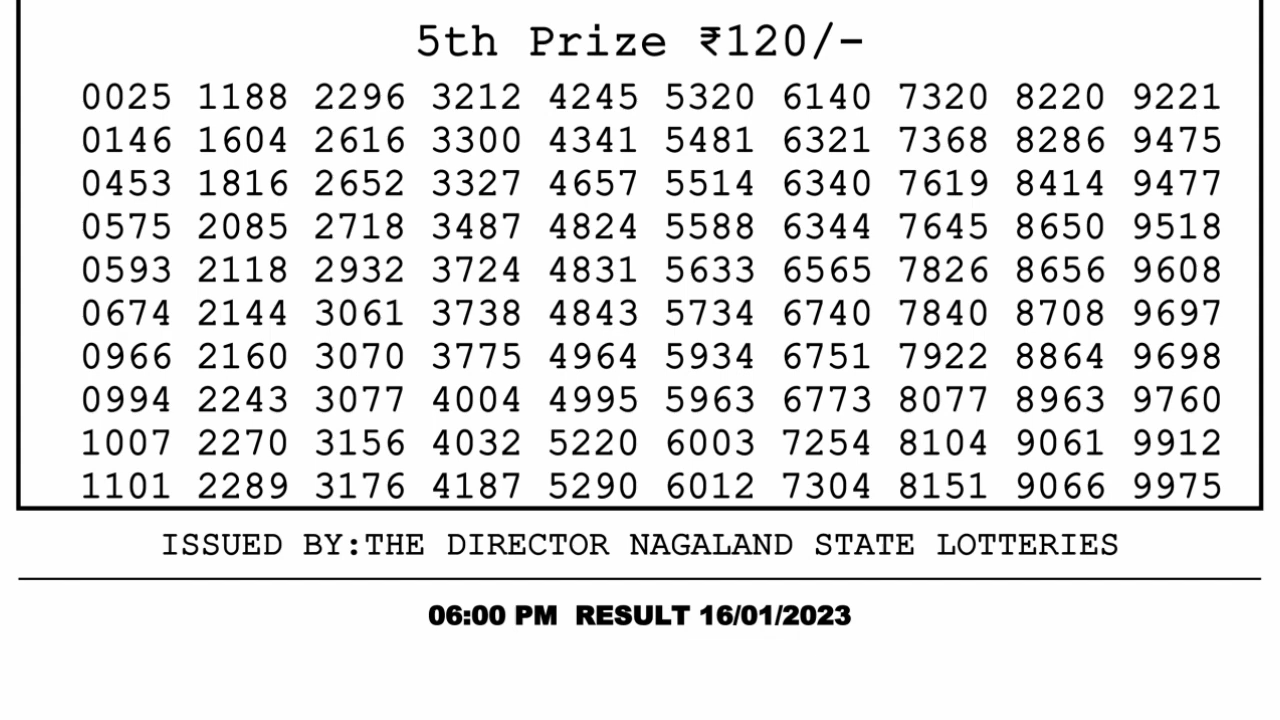 5th Prize ₹120/-
0025 1188 2296 3212 4245 5320 6140 7320 8220 9221
0146 1604 2616 3300 4341 5481 6321 7368 8286 9475
0453 1816 2652 3327 4657 5514 6340 7619 8414 9477
0575 2085 2718 3487 4824 5588 6344 7645 8650 9518
0593 2118 2932 3724 4831 5633 6565 7826 8656 9608
0674 2144 3061 3738 4843 5734 6740 7840 8708 9697
0966 2160 3070 3775 4964 5934 6751 7922 8864 9698
0994 2243 3077 4004 4995 5963 6773 8077 8963 9760
1007 2270 3156 4032 5220 6003 7254 8104 9061 9912
1101 2289 3176 4187 5290 6012 7304 8151 9066 9975
ISSUED BY:THE DIRECTOR NAGALAND STATE LOTTERIES
06:00 PM RESULT 16/01/2023